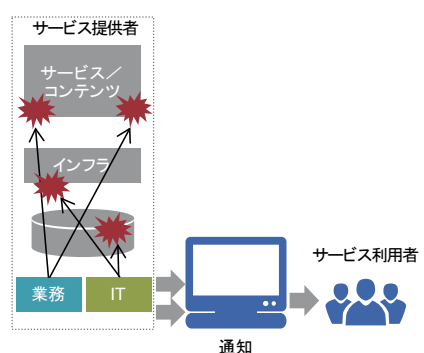 サービス提供者
サービス／
コンテンツ
インフラ
業務
IT
サービス利用者
通知